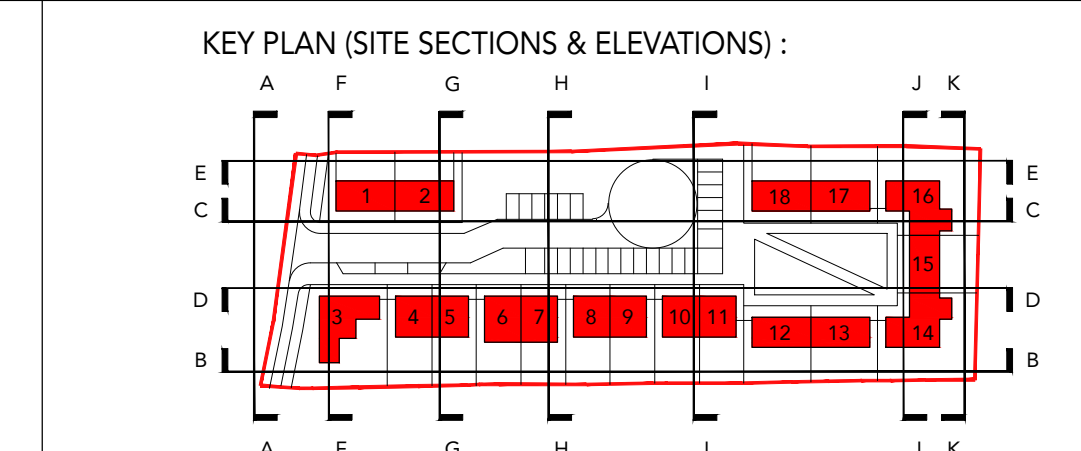 KEY PLAN (SITE SECTIONS & ELEVATIONS) :
A F G H I J K
E E
1 2 18 17 16
C C
15
D D
3 4 5 6 7 8 9 10 11
12 13 14
B B
A F G H I J K